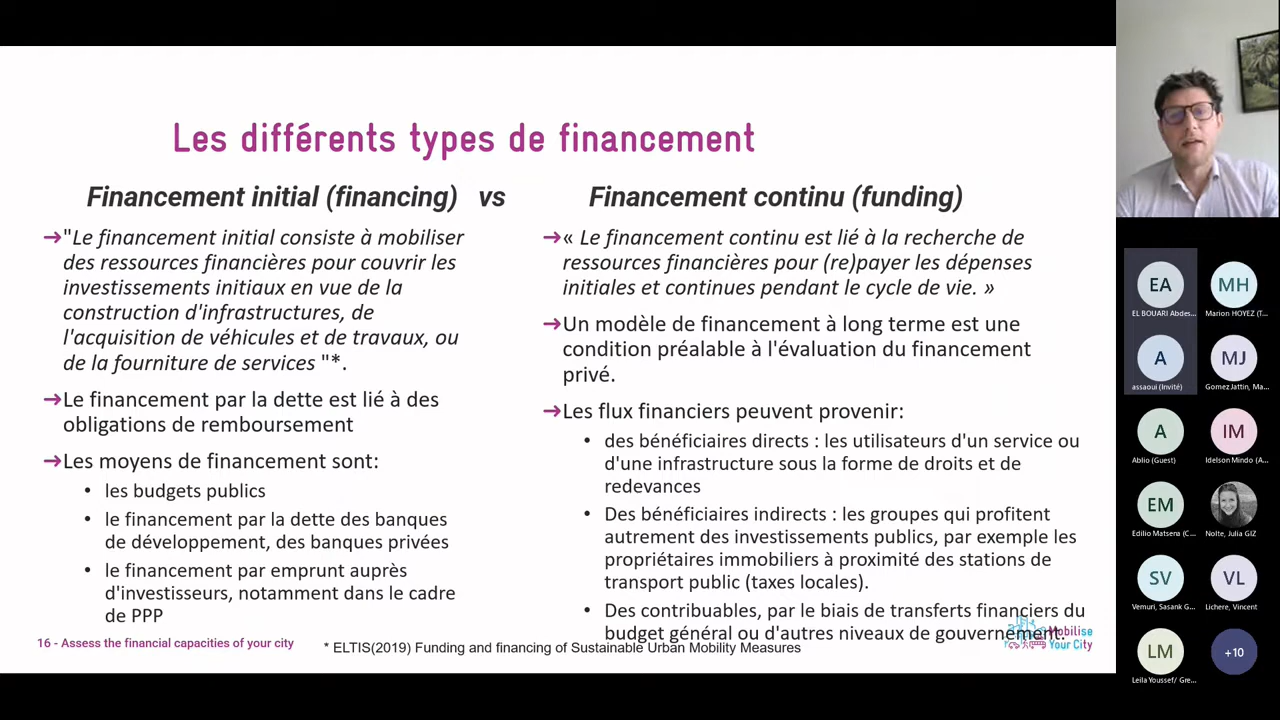 Les différents types de financement
Financement initial (financing) vs
"Le financement initial consiste à mobiliser
des ressources financières pour couvrir les
investissements initiaux en vue de la
construction d'infrastructures, de
l'acquisition de véhicules et de travaux, ou
de la fourniture de services "*.
Le financement par la dette est lié à des
obligations de remboursement
Les moyens de financement sont:
• les budgets publics
• le financement par la dette des banques
de développement, des banques privées
• le financement par emprunt auprès
d'investisseurs, notamment dans le cadre
de PPP
Financement continu (funding)
« Le financement continu est lié à la recherche de
ressources financières pour (re)payer les dépenses
initiales et continues pendant le cycle de vie. »
Un modèle de financement à long terme est une
condition préalable à l'évaluation du financement
privé.
Les flux financiers peuvent provenir:
• des bénéficiaires directs : les utilisateurs d'un service ou
d'une infrastructure sous la forme de droits et de
redevances
• Des bénéficiaires indirects : les groupes qui profitent
autrement des investissements publics, par exemple les
propriétaires immobiliers à proximité des stations de
transport public (taxes locales).
• Des contribuables, par le biais de transferts financiers du
budget général ou d'autres niveaux de gouvernement.
16 - Assess the financial capacities of your city
* ELTIS(2019) Funding and financing of Sustainable Urban Mobility Measures
Mobilise
Your City
EA
EL BOUARI Abdes...
MH
Marion HOYEZ (T...
A
assaoui (Invité)
MJ
Gomez Jattin, Ma...
A
Ablio (Guest)
IM
Idelson Mindo (A...
EM
Edilio Matsena (C...
Nolte, Julia GIZ
SV
Vemuri, Sasank G...
VL
Lichere, Vincent
LM
Leila Youssef/ Gre...
+10